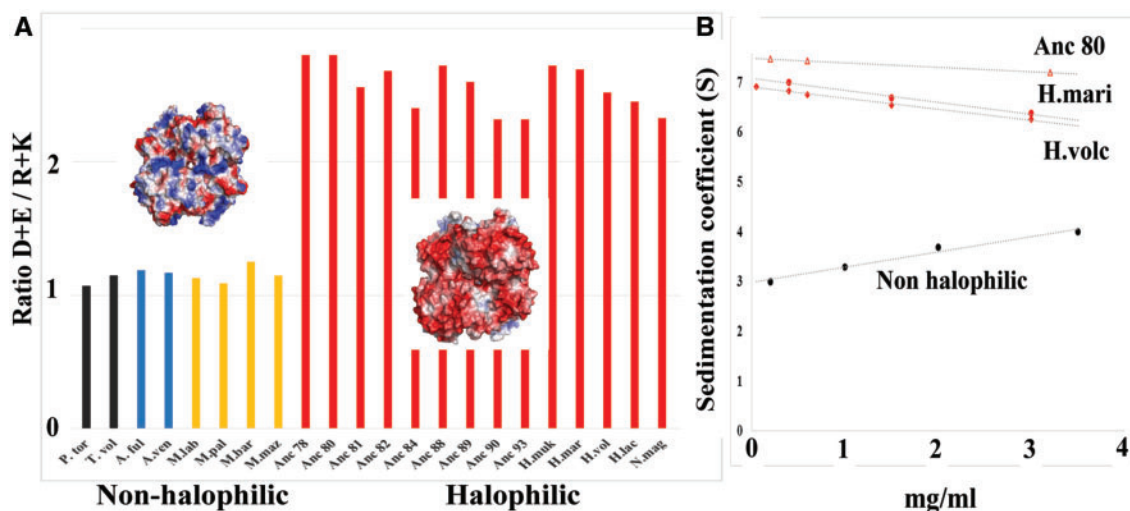 A
Ratio D+E / R+K
2
1
0
P. tor
T. vol
A. ful
A.ven
M.lab
M.pal
M.bar
M.maz
Anc 78
Anc 80
Anc 81
Anc 82
Anc 84
Anc 88
Anc 89
Anc 90
Anc 93
H.muk
H.mar
H.vol
H.lac
N.mag
Non-halophilic
Halophilic
B
Sedimentation coefficient (S)
7
6
5
4
3
2
1
0
Anc 80
H.mari
H.volc
Non halophilic
0 1 2 3 4
mg/ml